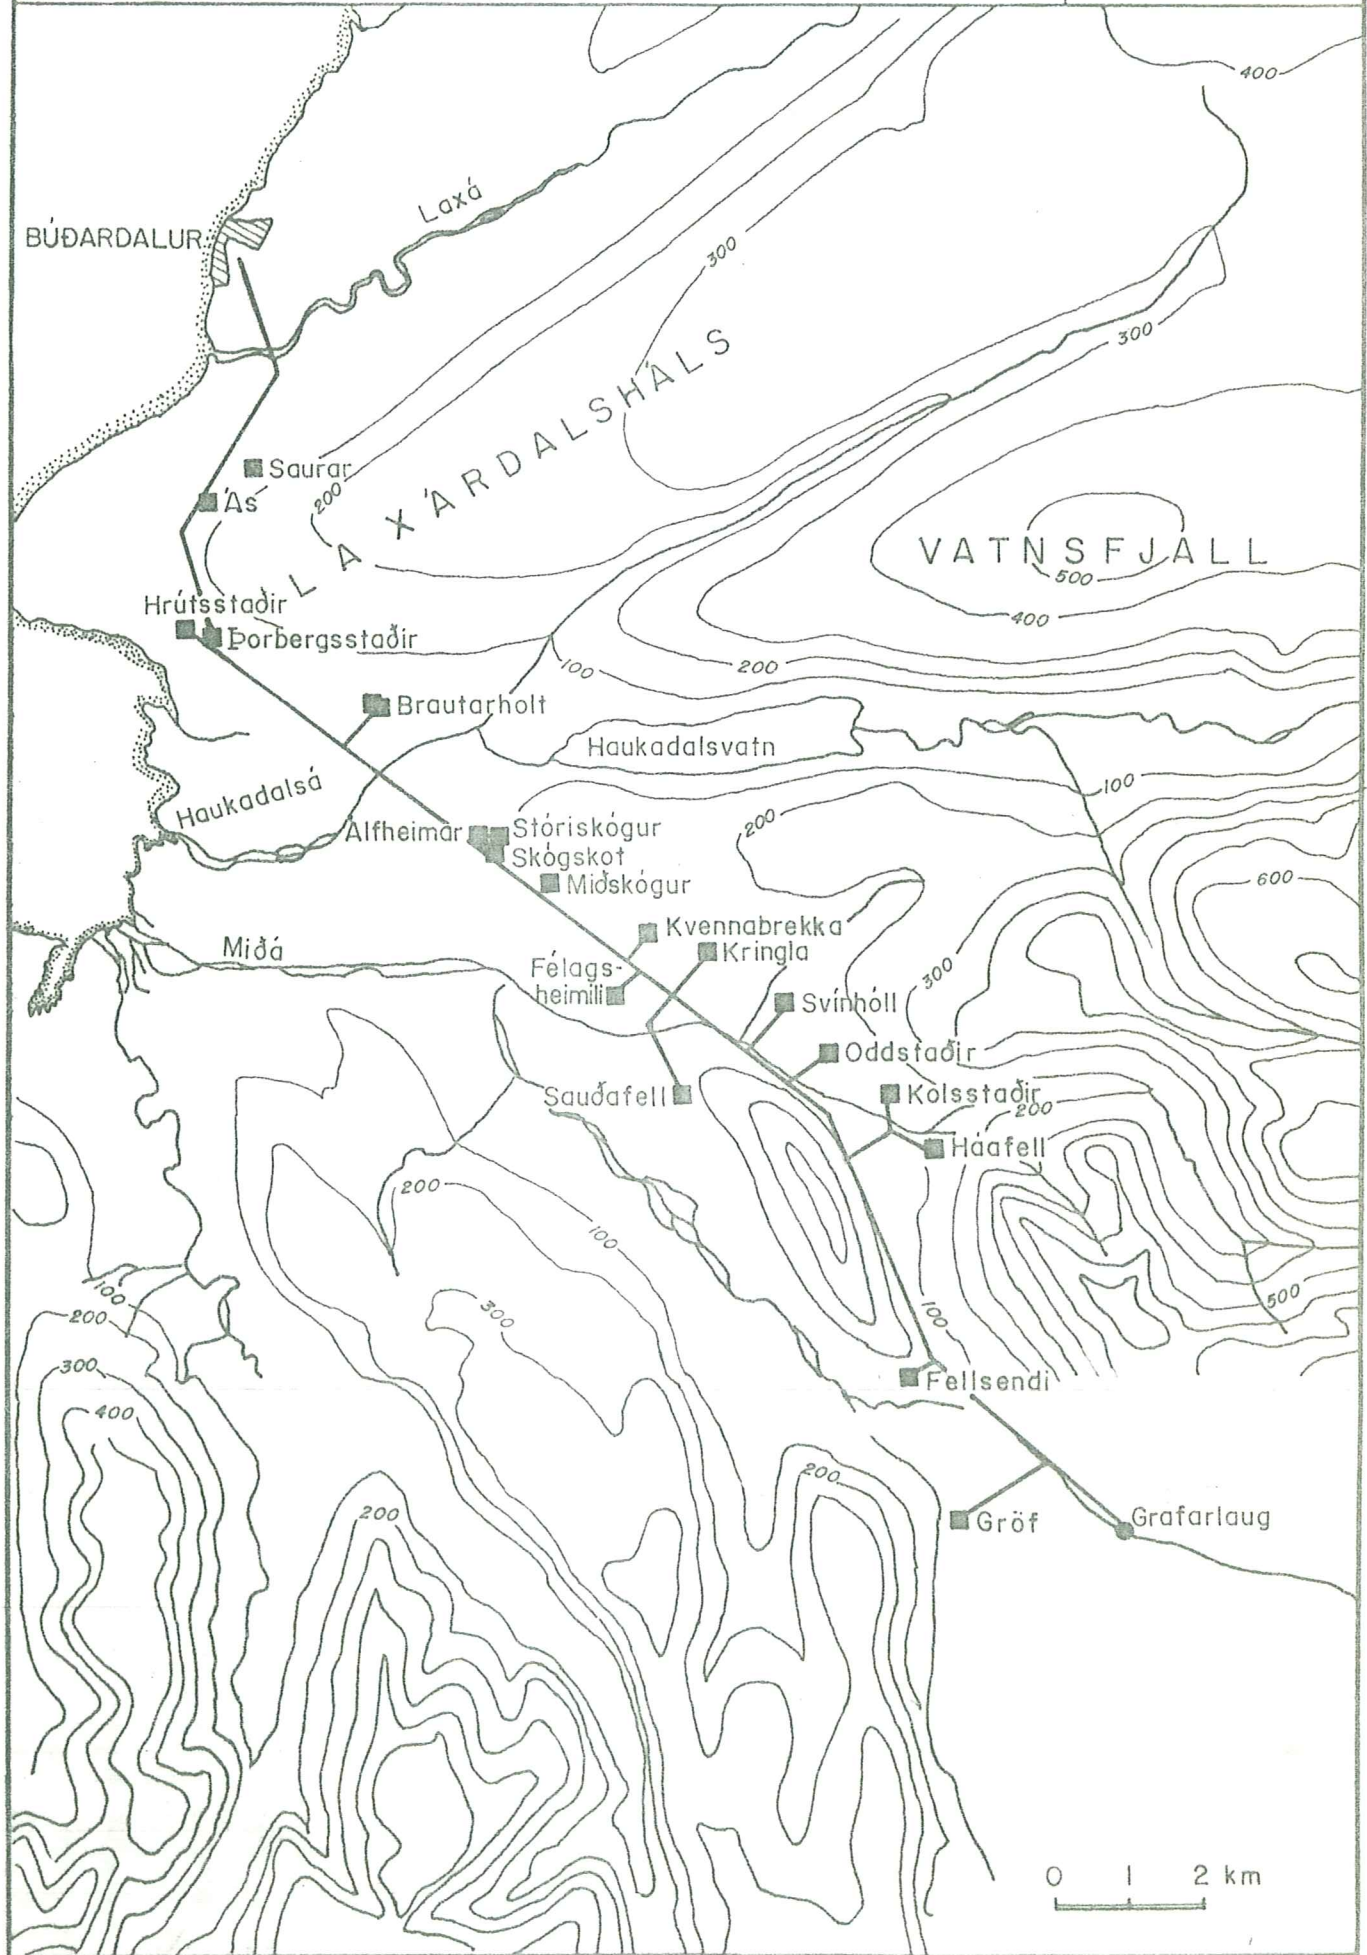 400
Laxá
BÚÐARDALUR
300
300
LAXÁRDALSHÁLS
Saurar
200
Ás
VATNSFJALL
500
Hrútsstaðir
400
Þorbergsstaðir
100
200
Brautarholt
Haukadalsvatn
100
Haukadalsá
200
Alfheimar
Stóriskógur
Skógskot
Miðskógur
600
Kvennabrekka
Miðá
Kringla
Félags-
heimili
300
Svínhóll
Oddstaðir
Sauðafell
Kolsstaðir
200
Háafell
200
100
100
200
300
100
500
300
Fellsendi
400
200
200
Gröf
Grafarlaug
0 1 2 km